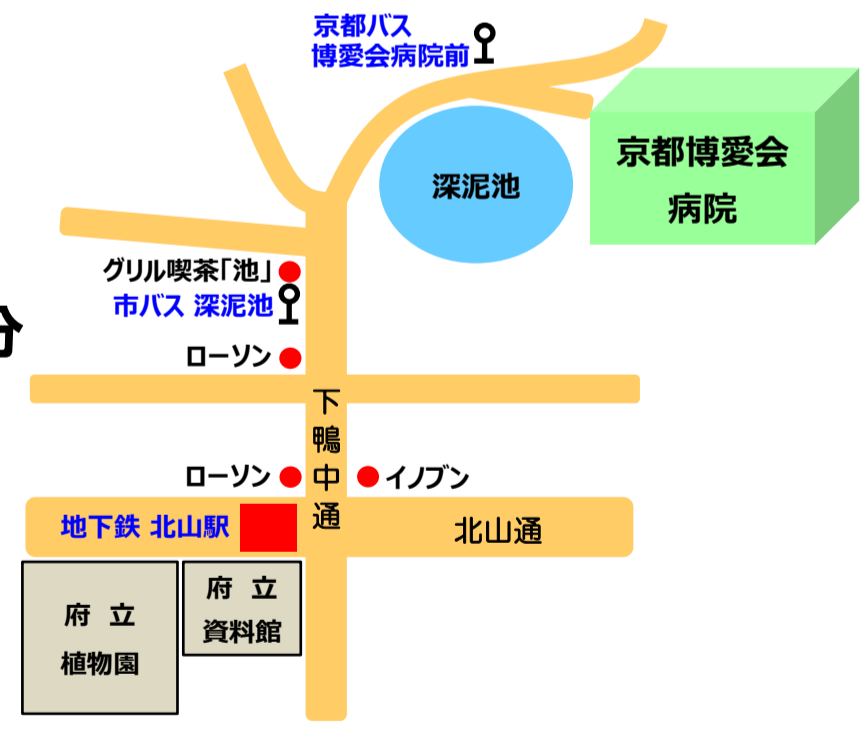 京都バス
博愛会病院前
京都博愛会
病院
深泥池
グリル喫茶「池」
市バス 深泥池
分
ローソン
下鴨中通
ローソン
イノブン
地下鉄 北山駅
北山通
府 立
植物園
府 立
資料館